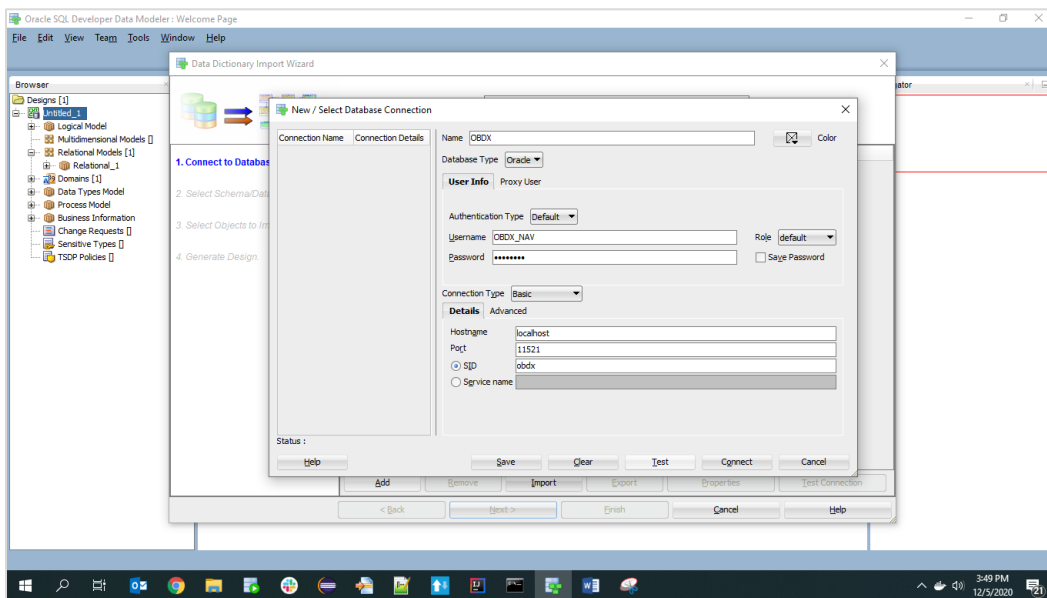 Oracle SQL Developer Data Modeler : Welcome Page
File Edit View Team Tools Window Help
Data Dictionary Import Wizard
Browser
Designs [1]
Untitled_1
Logical Model
Multidimensional Models []
Relational Models [1]
Relational_1
Domains [1]
Data Types Model
Process Model
Business Information
Change Requests []
Sensitive Types []
TSDP Policies []
1. Connect to Databas
2. Select Schema/Data
3. Select Objects to Im
4. Generate Design.
New / Select Database Connection
Connection Name Connection Details
Name OBDX Color
Database Type Oracle
User Info Proxy User
Authentication Type Default
Username OBDX_NAV Role default
Password •••••••• Save Password
Connection Type Basic
Details Advanced
Hostname localhost
Port 11521
SID obdx
Service name
Status :
Help Save Clear Test Connect Cancel
Add Remove Import Export Properties Test Connection
< Back Next > Finish Cancel Help
ator
3:49 PM
12/5/2020
21